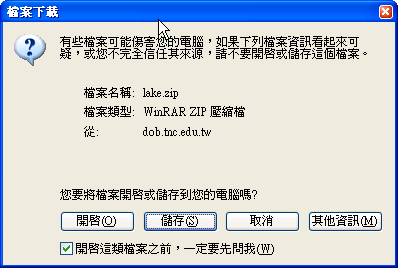 檔案下載
有些檔案可能傷害您的電腦，如果下列檔案資訊看起來可
疑，或您不完全信任其來源，請不要開啟或儲存這個檔案。
檔案名稱: lake.zip
檔案類型: WinRAR ZIP 壓縮檔
從: dob.tnc.edu.tw
您要將檔案開啟或儲存到您的電腦嗎?
開啟(O) 儲存(S) 取消 其他資訊(M)
開啟這類檔案之前，一定要先問我(W)